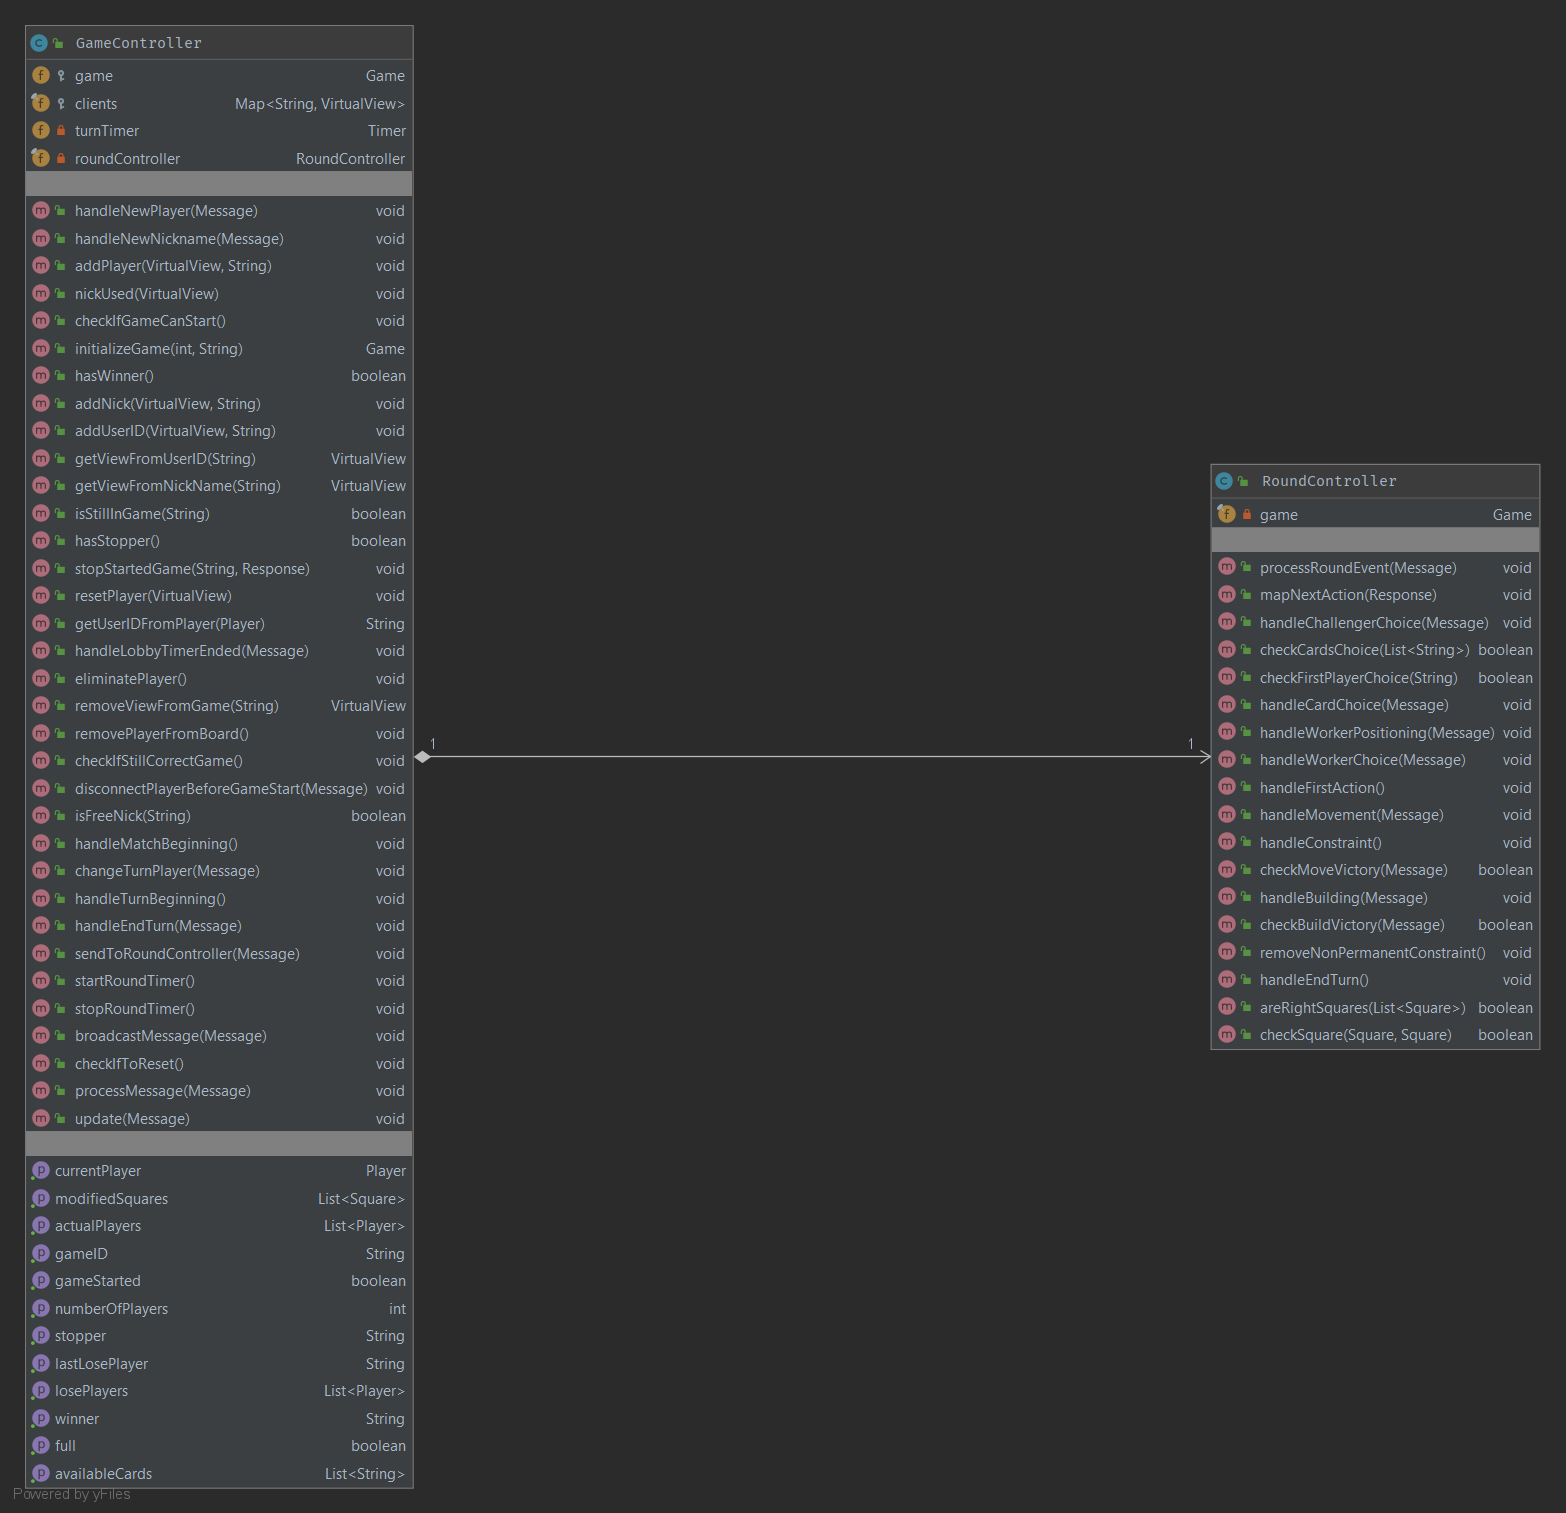 GameController
game Game
clients Map<String, VirtualView>
turnTimer Timer
roundController RoundController
handleNewPlayer(Message) void
handleNewNickname(Message) void
addPlayer(VirtualView, String) void
nickUsed(VirtualView) void
checkIfGameCanStart() void
initializeGame(int, String) Game
hasWinner() boolean
addNick(VirtualView, String) void
addUserID(VirtualView, String) void
getViewFromUserID(String) VirtualView
getViewFromNickName(String) VirtualView
isStillInGame(String) boolean
hasStopper() boolean
stopStartedGame(String, Response) void
resetPlayer(VirtualView) void
getUserIDFromPlayer(Player) String
handleLobbyTimerEnded(Message) void
eliminatePlayer() void
removeViewFromGame(String) VirtualView
removePlayerFromBoard() void
checkIfStillCorrectGame() void
disconnectPlayerBeforeGameStart(Message) void
isFreeNick(String) boolean
handleMatchBeginning() void
changeTurnPlayer(Message) void
handleTurnBeginning() void
handleEndTurn(Message) void
sendToRoundController(Message) void
startRoundTimer() void
stopRoundTimer() void
broadcastMessage(Message) void
checkIfToReset() void
processMessage(Message) void
update(Message) void
currentPlayer Player
modifiedSquares List<Square>
actualPlayers List<Player>
gameID String
gameStarted boolean
numberOfPlayers int
stopper String
lastLosePlayer String
losePlayers List<Player>
winner String
full boolean
availableCards List<String>
1 1
RoundController
game Game
processRoundEvent(Message) void
mapNextAction(Response) void
handleChallengerChoice(Message) void
checkCardsChoice(List<String>) boolean
checkFirstPlayerChoice(String) boolean
handleCardChoice(Message) void
handleWorkerPositioning(Message) void
handleWorkerChoice(Message) void
handleFirstAction() void
handleMovement(Message) void
handleConstraint() void
checkMoveVictory(Message) boolean
handleBuilding(Message) void
checkBuildVictory(Message) boolean
removeNonPermanentConstraint() void
handleEndTurn() void
areRightSquares(List<Square>) boolean
checkSquare(Square, Square) boolean
Powered by yFiles